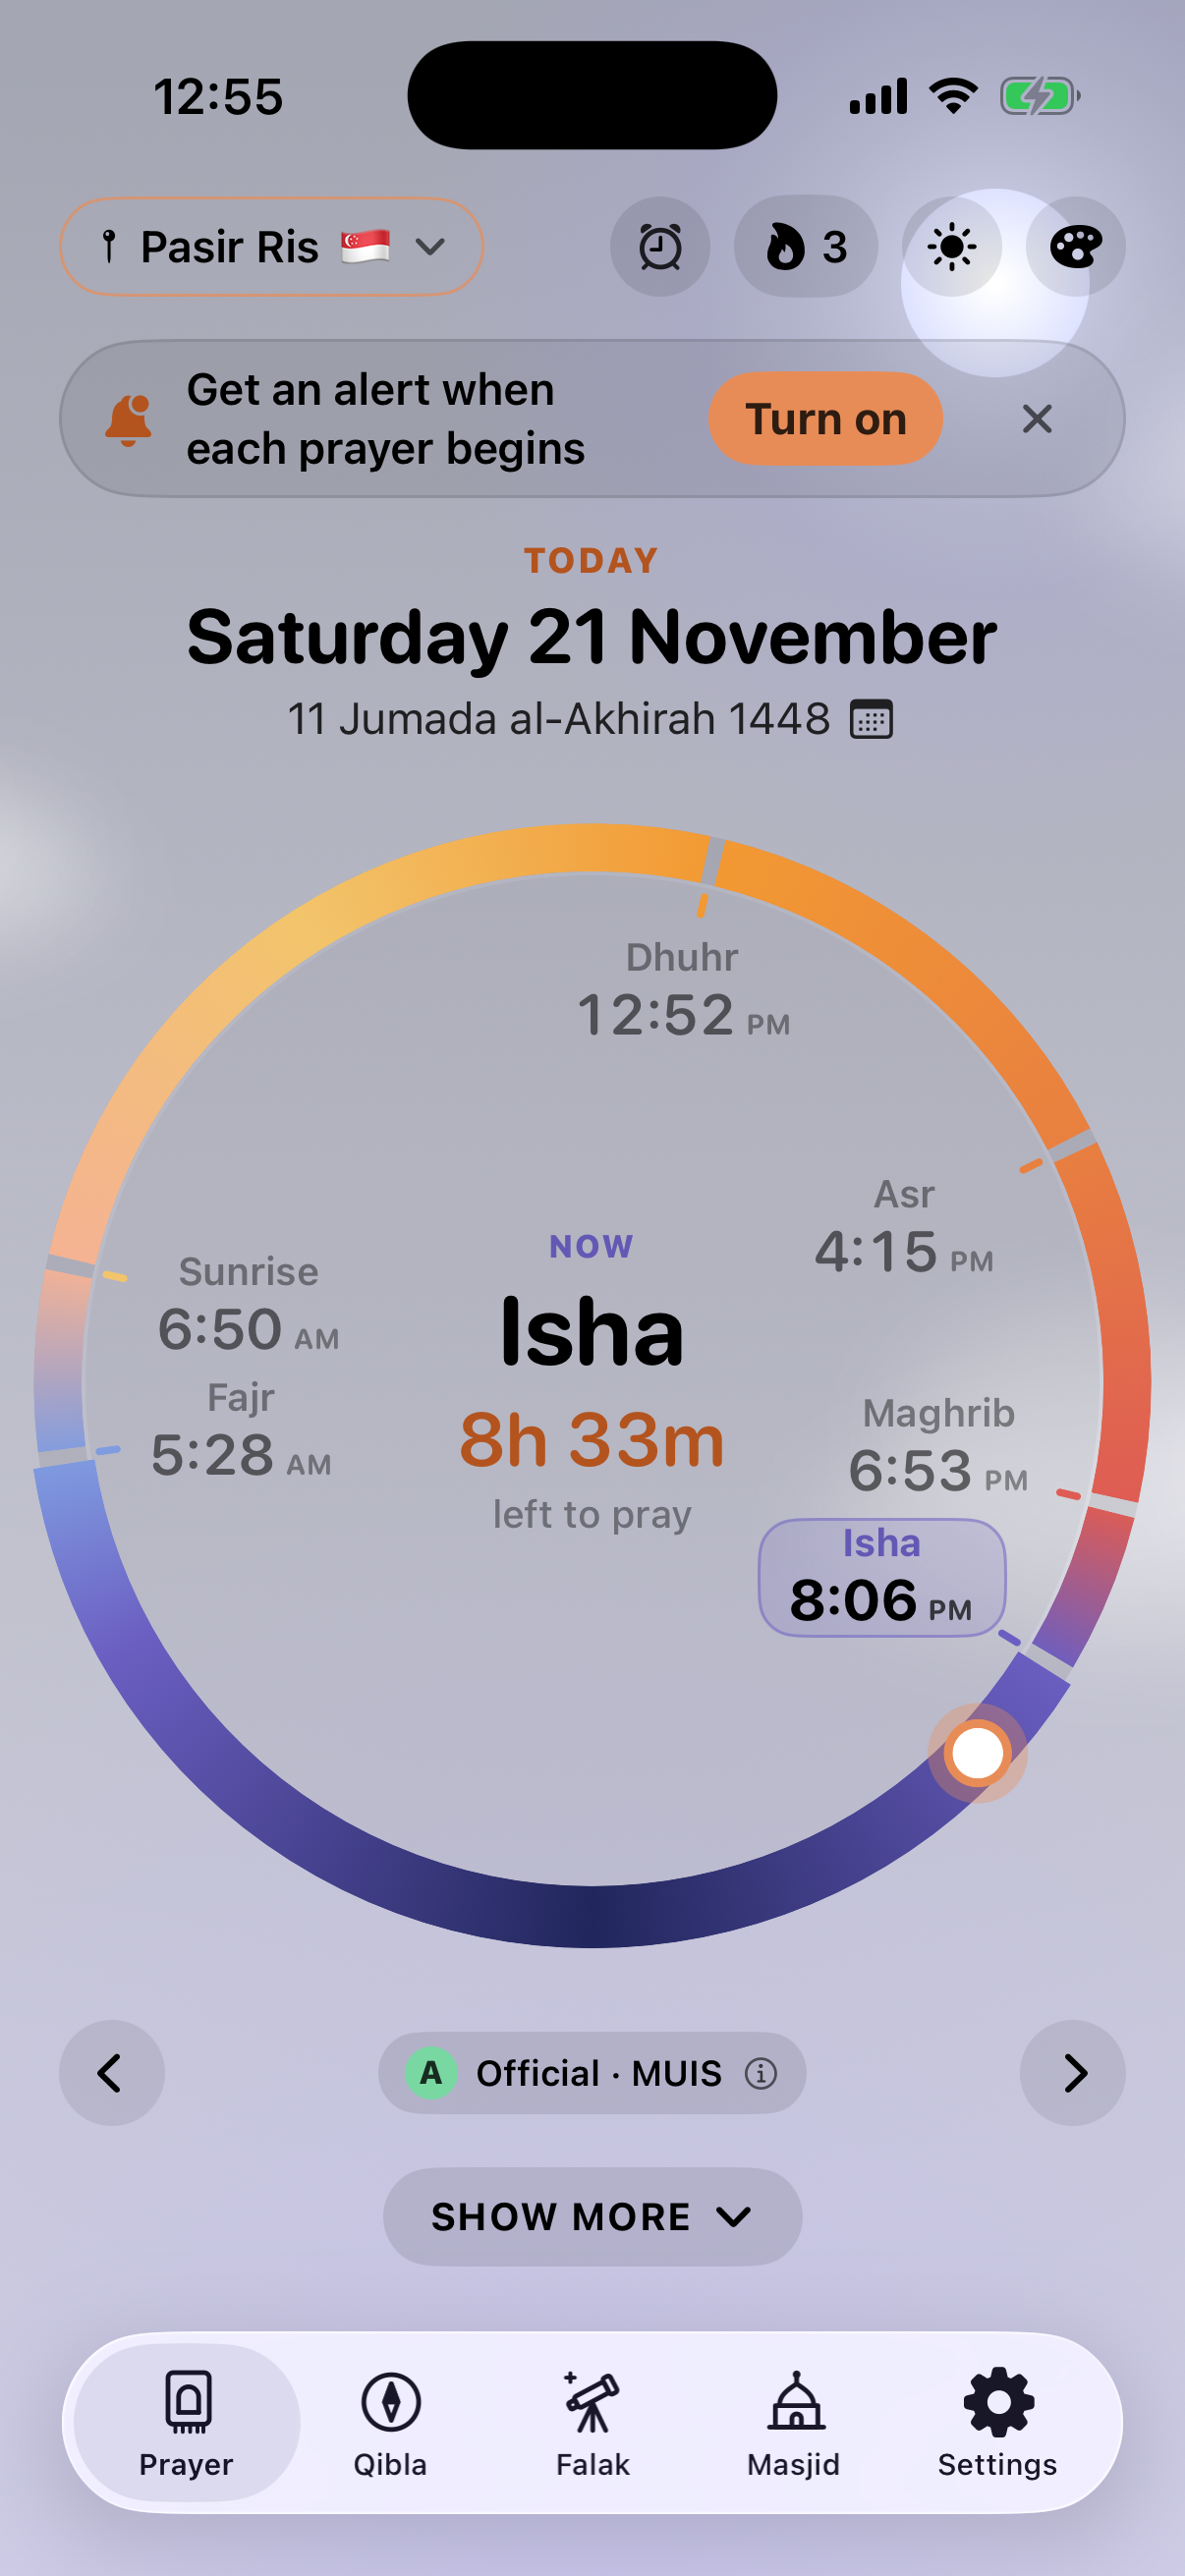 12:55
Pasir Ris 🇸🇬
3
Get an alert when
each prayer begins
Turn on
TODAY
Saturday 21 November
11 Jumada al-Akhirah 1448
Dhuhr
12:52 PM
Asr
4:15 PM
Sunrise
6:50 AM
Fajr
5:28 AM
NOW
Isha
8h 33m
left to pray
Maghrib
6:53 PM
Isha
8:06 PM
A Official · MUIS
SHOW MORE
Prayer
Qibla
Falak
Masjid
Settings